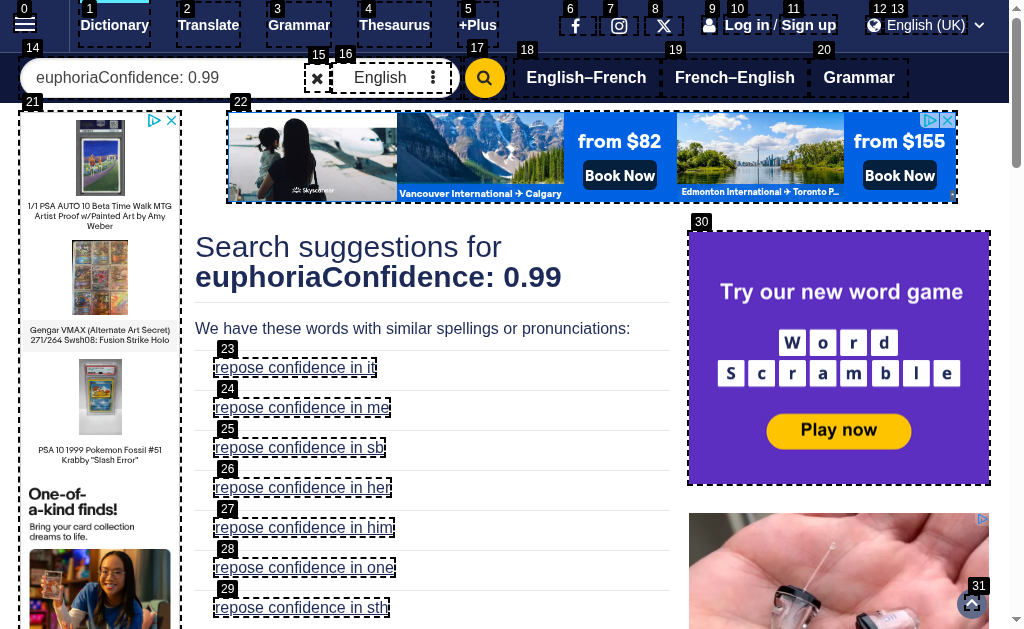 0
1
2
3
4
5
6
7
8
9
10
11
12
13
Dictionary
Translate
Grammar
Thesaurus
+Plus
Log in / Sign up
English (UK)
14
15
16
17
18
19
20
euphoriaConfidence: 0.99
English
English–French
French–English
Grammar
21
22
Skyscanner
Vancouver International ✈ Calgary
from $82
Book Now
Edmonton International ✈ Toronto P...
from $155
Book Now
1/1 PSA AUTO 10 Beta Time Walk MTG
Artist Proof w/Painted Art by Amy
Weber
Gengar VMAX (Alternate Art Secret)
271/264 Swsh08: Fusion Strike Holo
PSA 10 1999 Pokemon Fossil #51
Krabby "Slash Error"
One-of-
a-kind finds!
Bring your card collection
dreams to life.
Search suggestions for
euphoriaConfidence: 0.99
We have these words with similar spellings or pronunciations:
23
repose confidence in it
24
repose confidence in me
25
repose confidence in sb
26
repose confidence in her
27
repose confidence in him
28
repose confidence in one
29
repose confidence in sth
30
Try our new word game
Word
Scramble
Play now
31